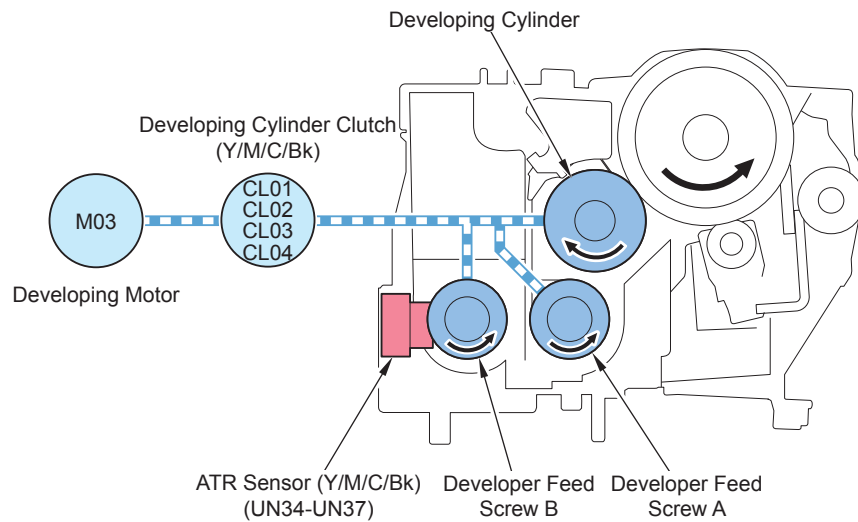 Developing Cylinder
Developing Cylinder Clutch
(Y/M/C/Bk)
CL01
CL02
CL03
CL04
M03
Developing Motor
ATR Sensor (Y/M/C/Bk)
(UN34-UN37)
Developer Feed
Screw B
Developer Feed
Screw A